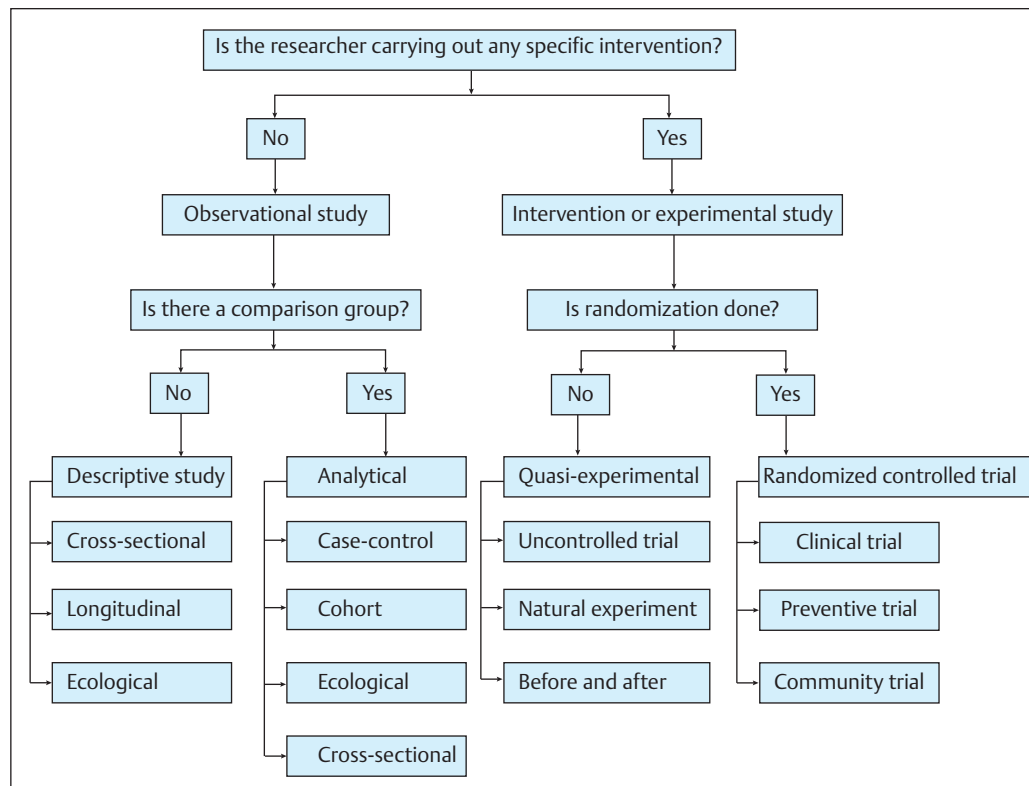 Is the researcher carrying out any specific intervention?
No
Yes
Observational study
Intervention or experimental study
Is there a comparison group?
Is randomization done?
No
Yes
No
Yes
Descriptive study
Analytical
Quasi-experimental
Randomized controlled trial
Cross-sectional
Case-control
Uncontrolled trial
Clinical trial
Longitudinal
Cohort
Natural experiment
Preventive trial
Ecological
Ecological
Before and after
Community trial
Cross-sectional